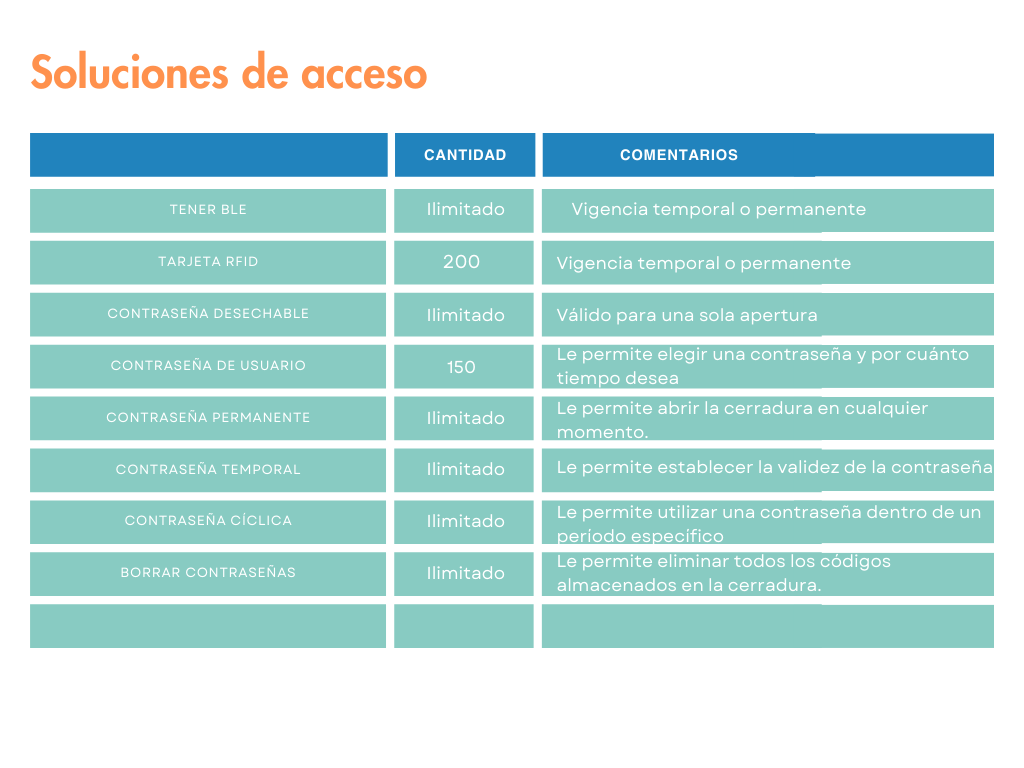 Soluciones de acceso
CANTIDAD COMENTARIOS
TENER BLE Ilimitado Vigencia temporal o permanente
TARJETA RFID 200 Vigencia temporal o permanente
CONTRASEÑA DESECHABLE Ilimitado Válido para una sola apertura
CONTRASEÑA DE USUARIO 150 Le permite elegir una contraseña y por cuánto
tiempo desea
CONTRASEÑA PERMANENTE Ilimitado Le permite abrir la cerradura en cualquier
momento.
CONTRASEÑA TEMPORAL Ilimitado Le permite establecer la validez de la contraseña
CONTRASEÑA CÍCLICA Ilimitado Le permite utilizar una contraseña dentro de un
período específico
BORRAR CONTRASEÑAS Ilimitado Le permite eliminar todos los códigos
almacenados en la cerradura.